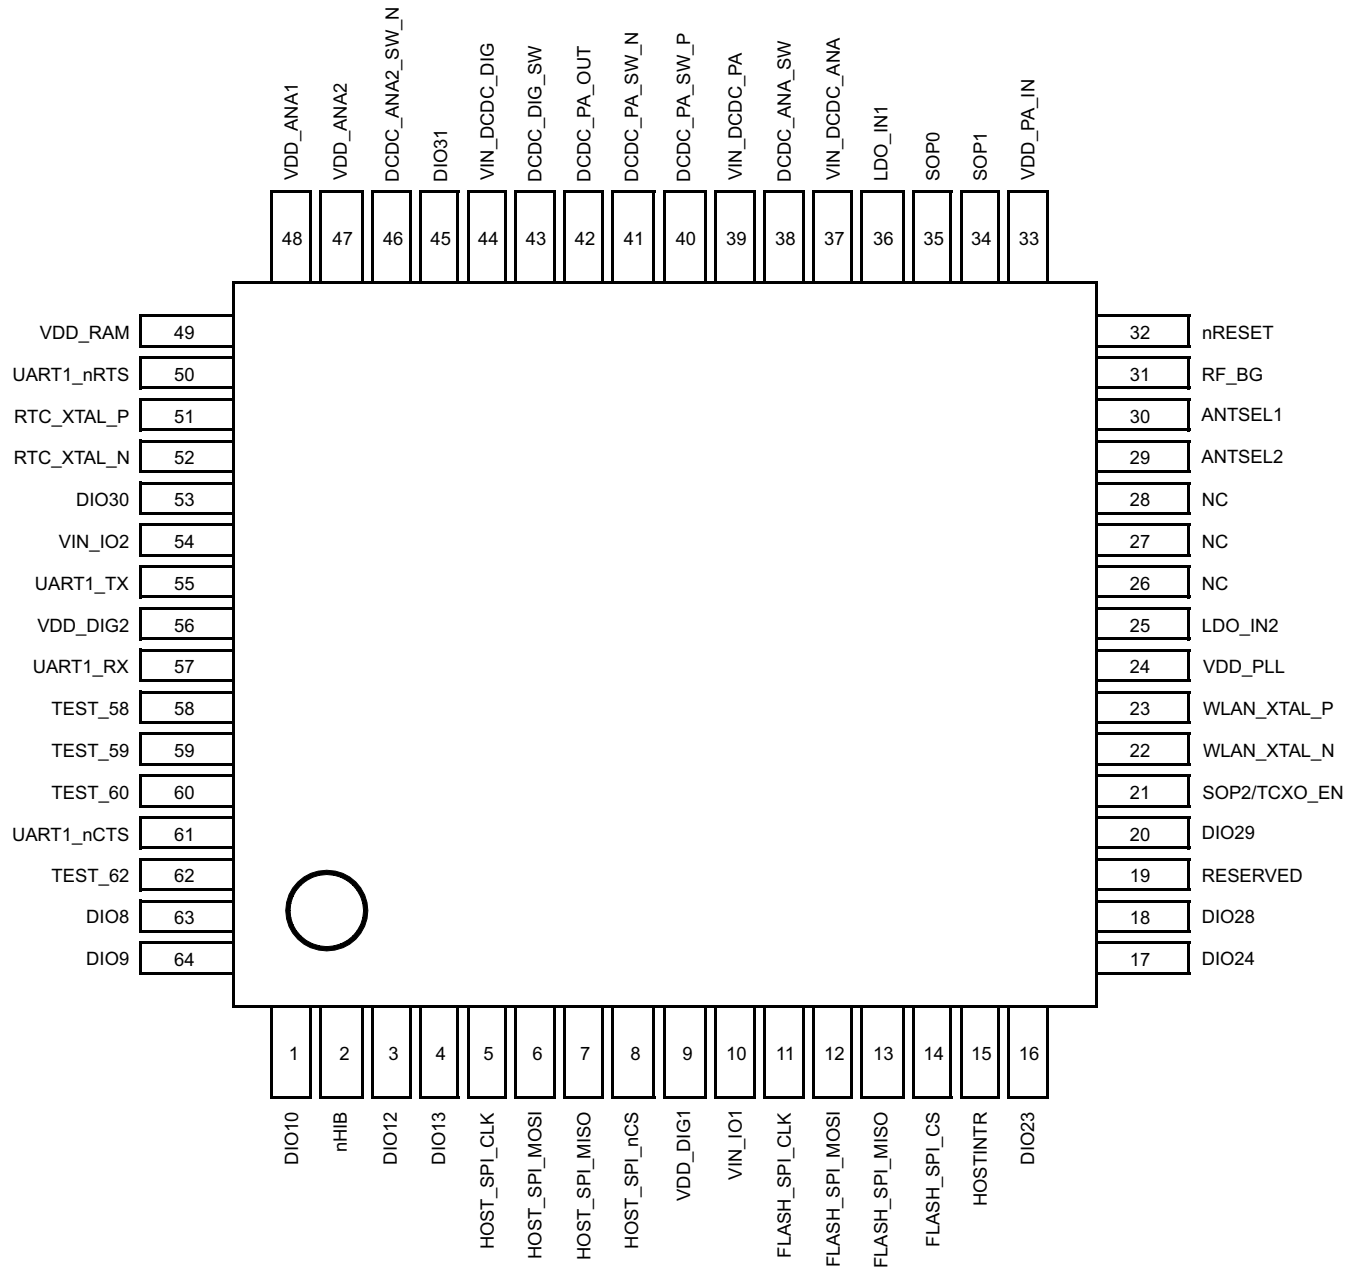 VDD_ANA1
VDD_ANA2
DCDC_ANA2_SW_N
DIO31
VIN_DCDC_DIG
DCDC_DIG_SW
DCDC_PA_OUT
DCDC_PA_SW_N
DCDC_PA_SW_P
VIN_DCDC_PA
DCDC_ANA_SW
VIN_DCDC_ANA
LDO_IN1
SOP0
SOP1
VDD_PA_IN
48 47 46 45 44 43 42 41 40 39 38 37 36 35 34 33
VDD_RAM 49
UART1_nRTS 50
RTC_XTAL_P 51
RTC_XTAL_N 52
DIO30 53
VIN_IO2 54
UART1_TX 55
VDD_DIG2 56
UART1_RX 57
TEST_58 58
TEST_59 59
TEST_60 60
UART1_nCTS 61
TEST_62 62
DIO8 63
DIO9 64
32 nRESET
31 RF_BG
30 ANTSEL1
29 ANTSEL2
28 NC
27 NC
26 NC
25 LDO_IN2
24 VDD_PLL
23 WLAN_XTAL_P
22 WLAN_XTAL_N
21 SOP2/TCXO_EN
20 DIO29
19 RESERVED
18 DIO28
17 DIO24
1 2 3 4 5 6 7 8 9 10 11 12 13 14 15 16
DIO10
nHIB
DIO12
DIO13
HOST_SPI_CLK
HOST_SPI_MOSI
HOST_SPI_MISO
HOST_SPI_nCS
VDD_DIG1
VIN_IO1
FLASH_SPI_CLK
FLASH_SPI_MOSI
FLASH_SPI_MISO
FLASH_SPI_CS
HOSTINTR
DIO23